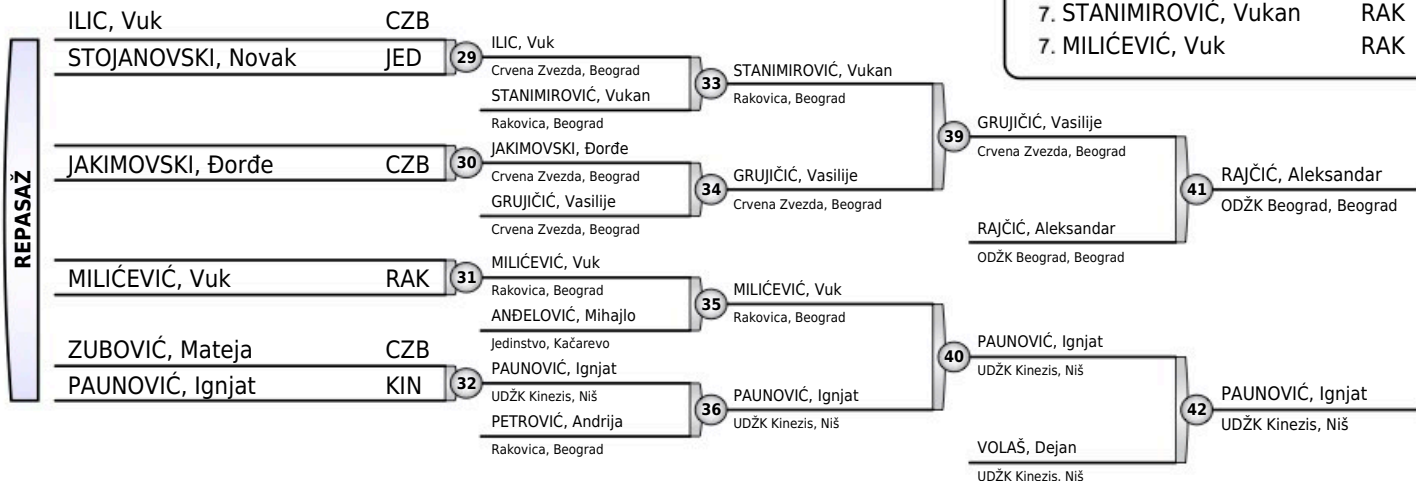 7. STANIMIROVIĆ, Vukan RAK
7. MILIĆEVIĆ, Vuk RAK
REPASAŽ
ILIC, Vuk CZB
STOJANOVSKI, Novak JED
29
JAKIMOVSKI, Đorđe CZB
30
MILIĆEVIĆ, Vuk RAK
31
ZUBOVIĆ, Mateja CZB
PAUNOVIĆ, Ignjat KIN
32
ILIC, Vuk
Crvena Zvezda, Beograd
STANIMIROVIĆ, Vukan
Rakovica, Beograd
33
JAKIMOVSKI, Đorđe
Crvena Zvezda, Beograd
GRUJIČIĆ, Vasilije
Crvena Zvezda, Beograd
34
MILIĆEVIĆ, Vuk
Rakovica, Beograd
ANĐELOVIĆ, Mihajlo
Jedinstvo, Kačarevo
35
PAUNOVIĆ, Ignjat
UDŽK Kinezis, Niš
PETROVIĆ, Andrija
Rakovica, Beograd
36
STANIMIROVIĆ, Vukan
Rakovica, Beograd
GRUJIČIĆ, Vasilije
Crvena Zvezda, Beograd
39
MILIĆEVIĆ, Vuk
Rakovica, Beograd
PAUNOVIĆ, Ignjat
UDŽK Kinezis, Niš
40
GRUJIČIĆ, Vasilije
Crvena Zvezda, Beograd
RAJČIĆ, Aleksandar
ODŽK Beograd, Beograd
41
PAUNOVIĆ, Ignjat
UDŽK Kinezis, Niš
VOLAŠ, Dejan
UDŽK Kinezis, Niš
42
RAJČIĆ, Aleksandar
ODŽK Beograd, Beograd
PAUNOVIĆ, Ignjat
UDŽK Kinezis, Niš